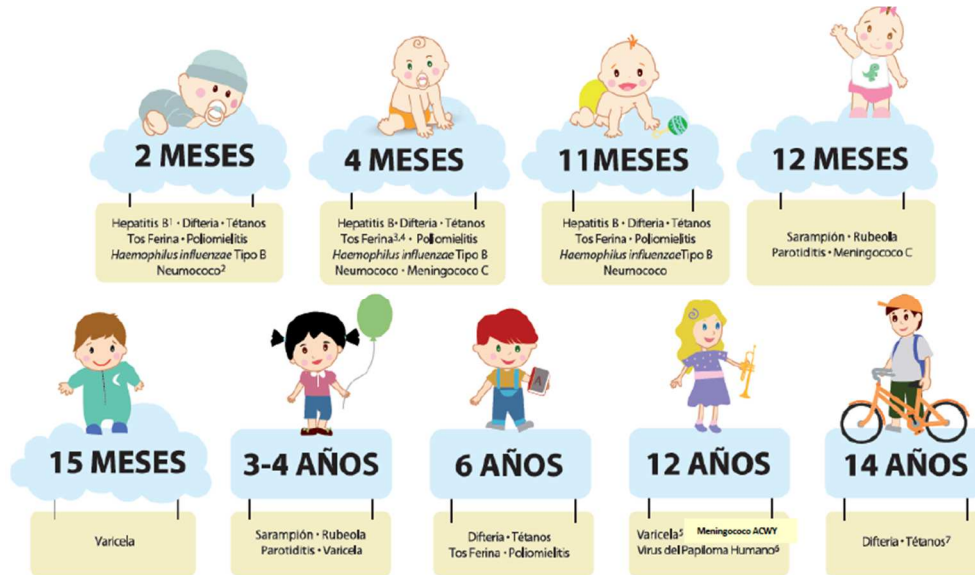 2 MESES
Hepatitis B¹ • Difteria • Tétanos
Tos Ferina • Poliomielitis
Haemophilus influenzae Tipo B
Neumococo²
4 MESES
Hepatitis B • Difteria • Tétanos
Tos Ferina³,⁴ • Poliomielitis
Haemophilus influenzae Tipo B
Neumococo • Meningococo C
11MESES
Hepatitis B • Difteria • Tétanos
Tos Ferina • Poliomielitis
Haemophilus influenzaeTipo B
Neumococo
12 MESES
Sarampión • Rubeola
Parotiditis • Meningococo C
15 MESES
Varicela
3-4 AÑOS
Sarampión • Rubeola
Parotiditis • Varicela
A
6 AÑOS
Difteria • Tétanos
Tos Ferina • Poliomielitis
12 AÑOS
Varicela⁵ Meningococo ACWY
Virus del Papiloma Humano⁶
14 AÑOS
Difteria • Tétanos⁷